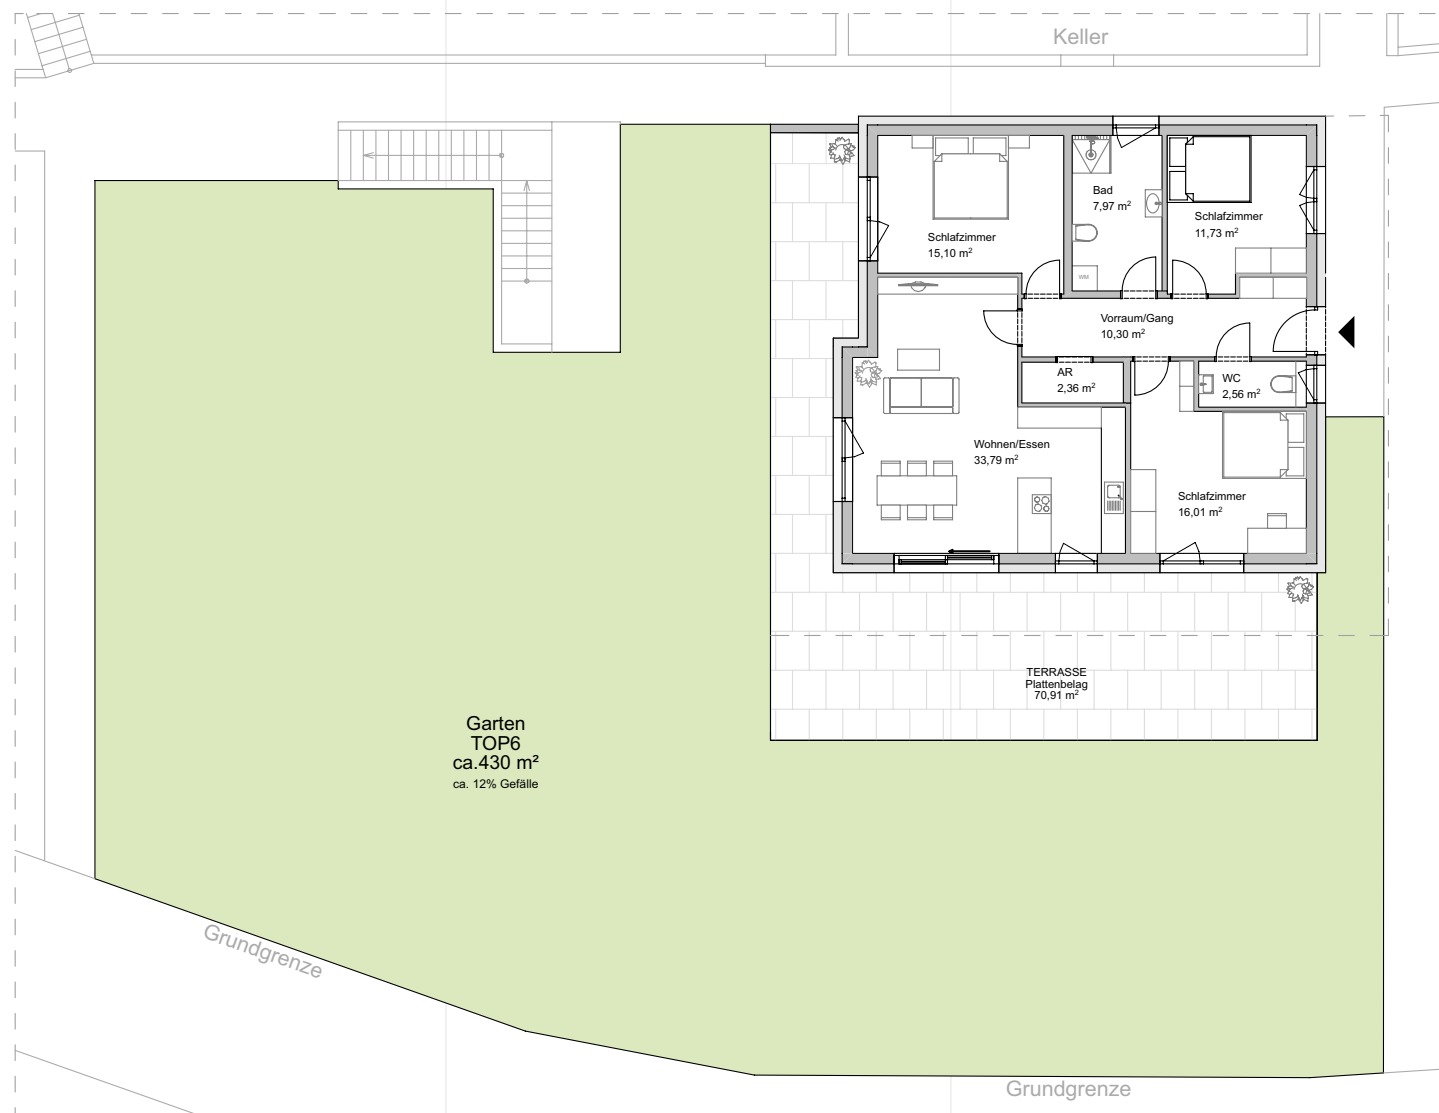 Keller
Bad
7,97 m²
Schlafzimmer
11,73 m²
Schlafzimmer
15,10 m²
WM
Vorraum/Gang
10,30 m²
AR
2,36 m²
WC
2,56 m²
Wohnen/Essen
33,79 m²
Schlafzimmer
16,01 m²
TERRASSE
Plattenbelag
70,91 m²
Garten
TOP6
ca.430 m²
ca. 12% Gefälle
Grundgrenze
Grundgrenze